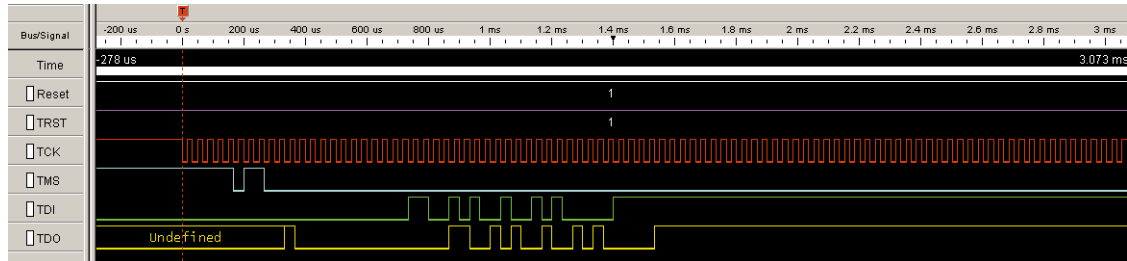 T
Bus/Signal -200 us 0 s 200 us 400 us 600 us 800 us 1 ms 1.2 ms 1.4 ms 1.6 ms 1.8 ms 2 ms 2.2 ms 2.4 ms 2.6 ms 2.8 ms 3 ms
Time -278 us 3.073 ms
Reset 1
TRST 1
TCK
TMS
TDI
TDO Undefined